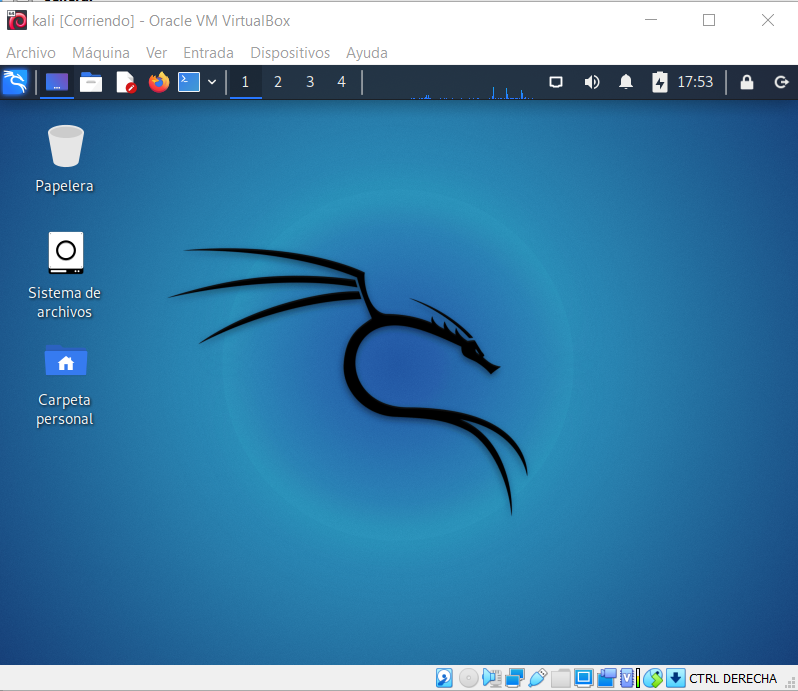 kali [Corriendo] - Oracle VM VirtualBox
Archivo Máquina Ver Entrada Dispositivos Ayuda
1 2 3 4 17:53
Papelera
Sistema de
archivos
Carpeta
personal
CTRL DERECHA